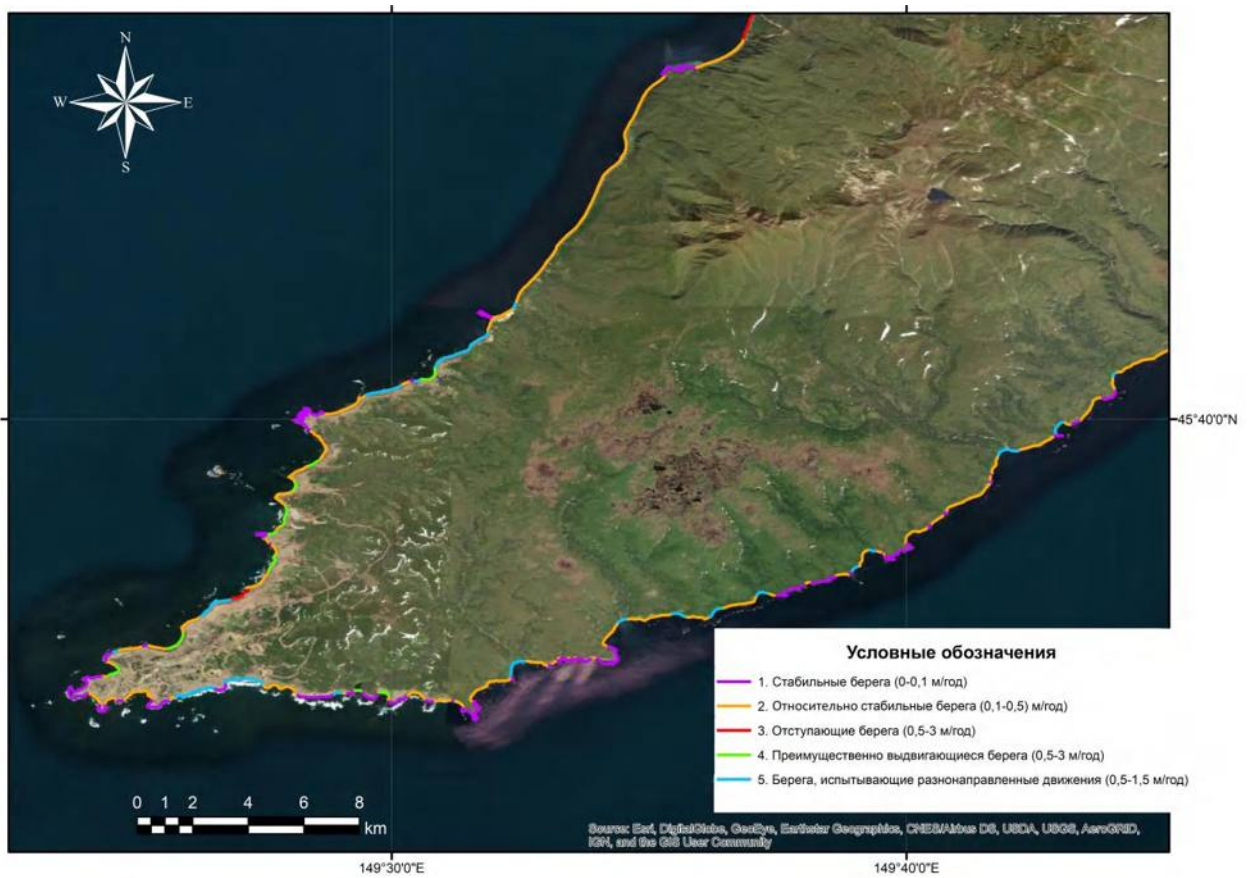 N
W E
S
45°40'0"N
Условные обозначения
1. Стабильные берега (0-0,1 м/год)
2. Относительно стабильные берега (0,1-0,5) м/год)
3. Отступающие берега (0,5-3 м/год)
4. Преимущественно выдвигающиеся берега (0,5-3 м/год)
5. Берега, испытывающие разнонаправленные движения (0,5-1,5 м/год)
0 1 2 4 6 8
km
Source: Esri, DigitalGlobe, GeoEye, Earthstar Geographics, CNES/Airbus DS, USDA, USGS, AeroGRID,
IGN, and the GIS User Community
149°30'0"E 149°40'0"E